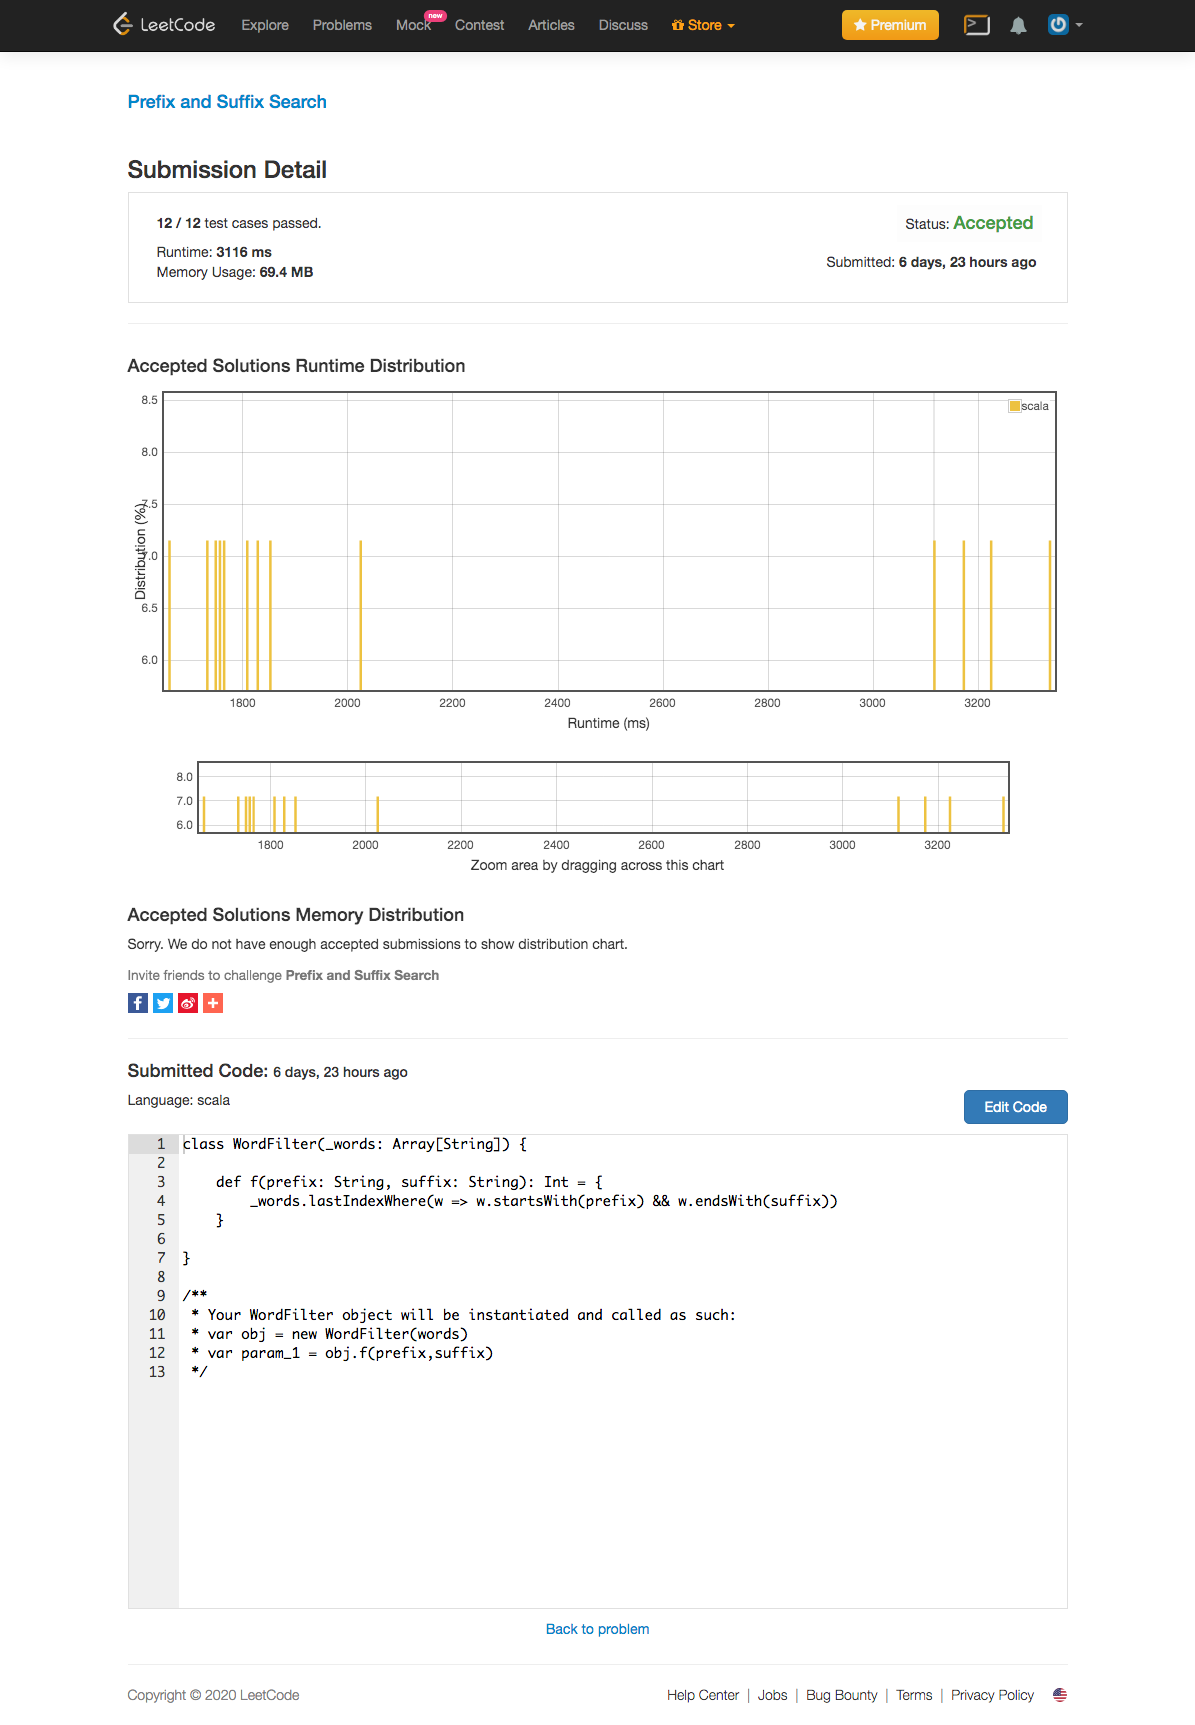 LeetCode Explore Problems Mock new Contest Articles Discuss Store Premium
Prefix and Suffix Search
Submission Detail
12 / 12 test cases passed.
Status: Accepted
Runtime: 3116 ms
Memory Usage: 69.4 MB
Submitted: 6 days, 23 hours ago
Accepted Solutions Runtime Distribution
8.5
8.0
7.5
7.0
6.5
6.0
Distribution (%)
scala
1800 2000 2200 2400 2600 2800 3000 3200
Runtime (ms)
8.0
7.0
6.0
1800 2000 2200 2400 2600 2800 3000 3200
Zoom area by dragging across this chart
Accepted Solutions Memory Distribution
Sorry. We do not have enough accepted submissions to show distribution chart.
Invite friends to challenge Prefix and Suffix Search
Submitted Code: 6 days, 23 hours ago
Language: scala
Edit Code
1 class WordFilter(_words: Array[String]) {
2
3     def f(prefix: String, suffix: String): Int = {
4         _words.lastIndexWhere(w => w.startsWith(prefix) && w.endsWith(suffix))
5     }
6
7 }
8
9 /**
10  * Your WordFilter object will be instantiated and called as such:
11  * var obj = new WordFilter(words)
12  * var param_1 = obj.f(prefix,suffix)
13  */
Back to problem
Copyright © 2020 LeetCode
Help Center | Jobs | Bug Bounty | Terms | Privacy Policy